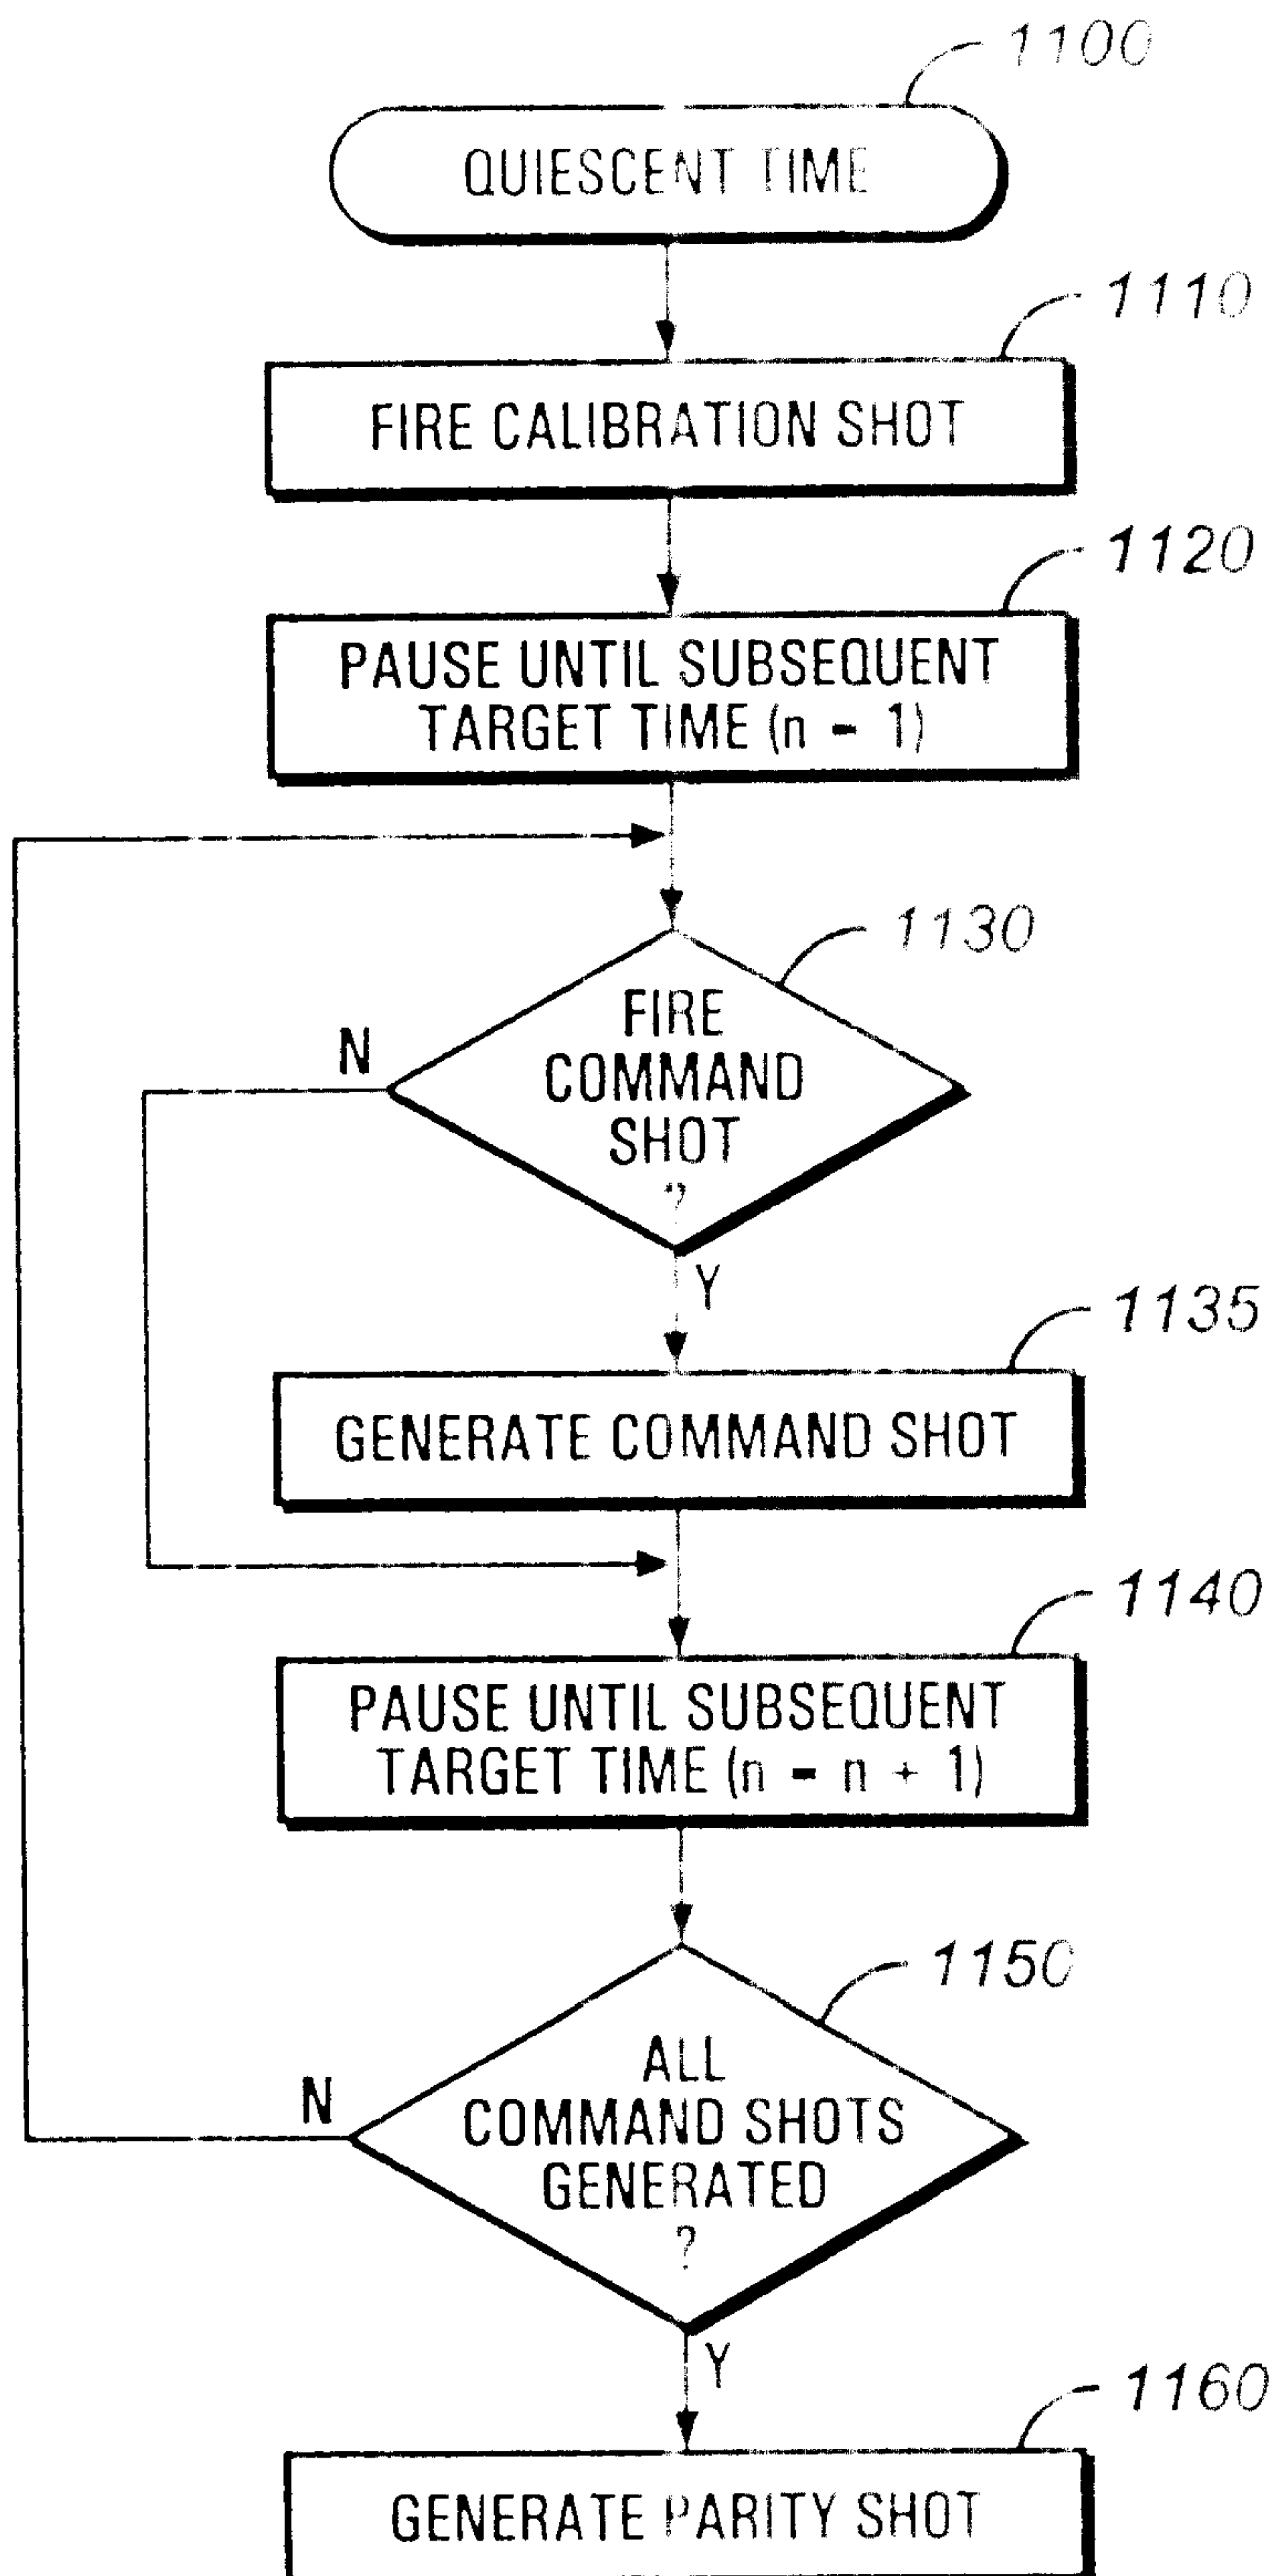 1100
QUIESCENT TIME
1110
FIRE CALIBRATION SHOT
1120
PAUSE UNTIL SUBSEQUENT
TARGET TIME (n - 1)
1130
FIRE
COMMAND
SHOT
?
N
Y
1135
GENERATE COMMAND SHOT
1140
PAUSE UNTIL SUBSEQUENT
TARGET TIME (n - n + 1)
1150
ALL
COMMAND SHOTS
GENERATED
?
N
Y
1160
GENERATE PARITY SHOT